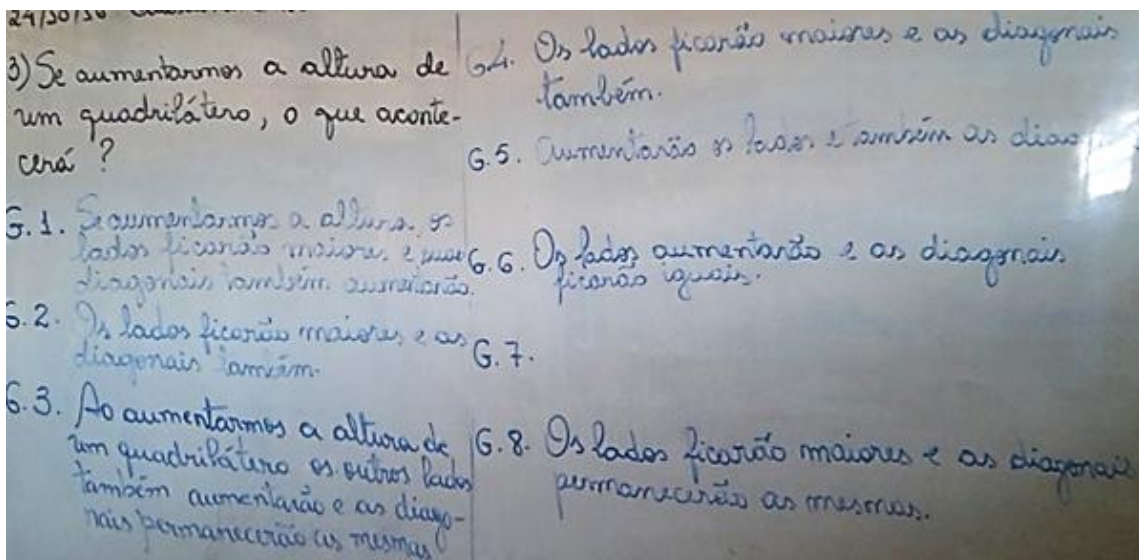 24/30/36
3) Se aumentarmos a altura de
um quadrilátero, o que aconte-
cerá ?
G.1. Se aumentarmos a altura os
lados ficarão maiores e suas
diagonais também aumentarão.
G.2. Os lados ficarão maiores e as
diagonais também.
G.3. Ao aumentarmos a altura de
um quadrilátero os outros lados
também aumentarão e as diago-
nais permanecerão as mesmas
G4. Os lados ficarão maiores e as diagonais
também.
G.5. Aumentarão os lados e também as
G.6. Os lados aumentarão e as diagonais
ficarão iguais.
G.7.
G.8. Os lados ficarão maiores e as diagonais
permanecerão as mesmas.